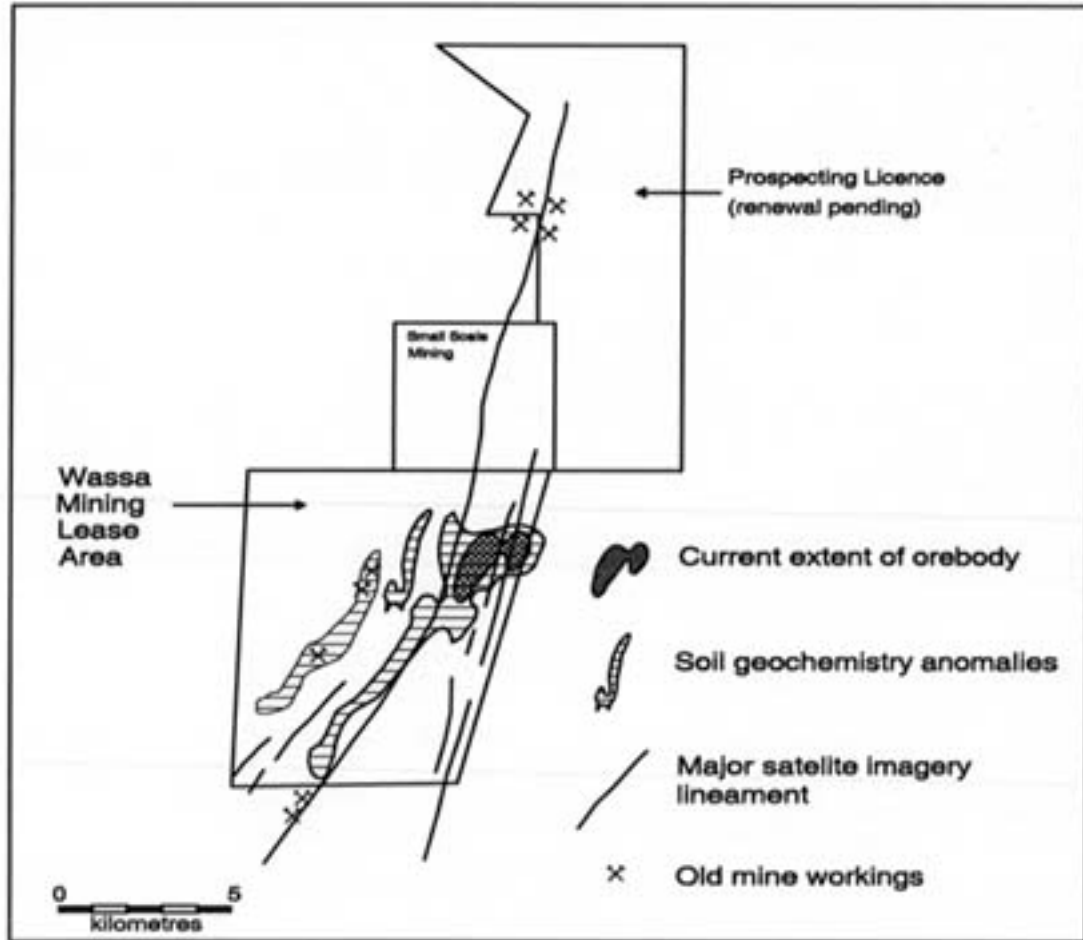 Prospecting Licence
(renewal pending)
Small Scale
Mining
Wassa
Mining
Lease
Area
Current extent of orebody
Soil geochemistry anomalies
Major satelite imagery
lineament
Old mine workings
0 5
kilometres